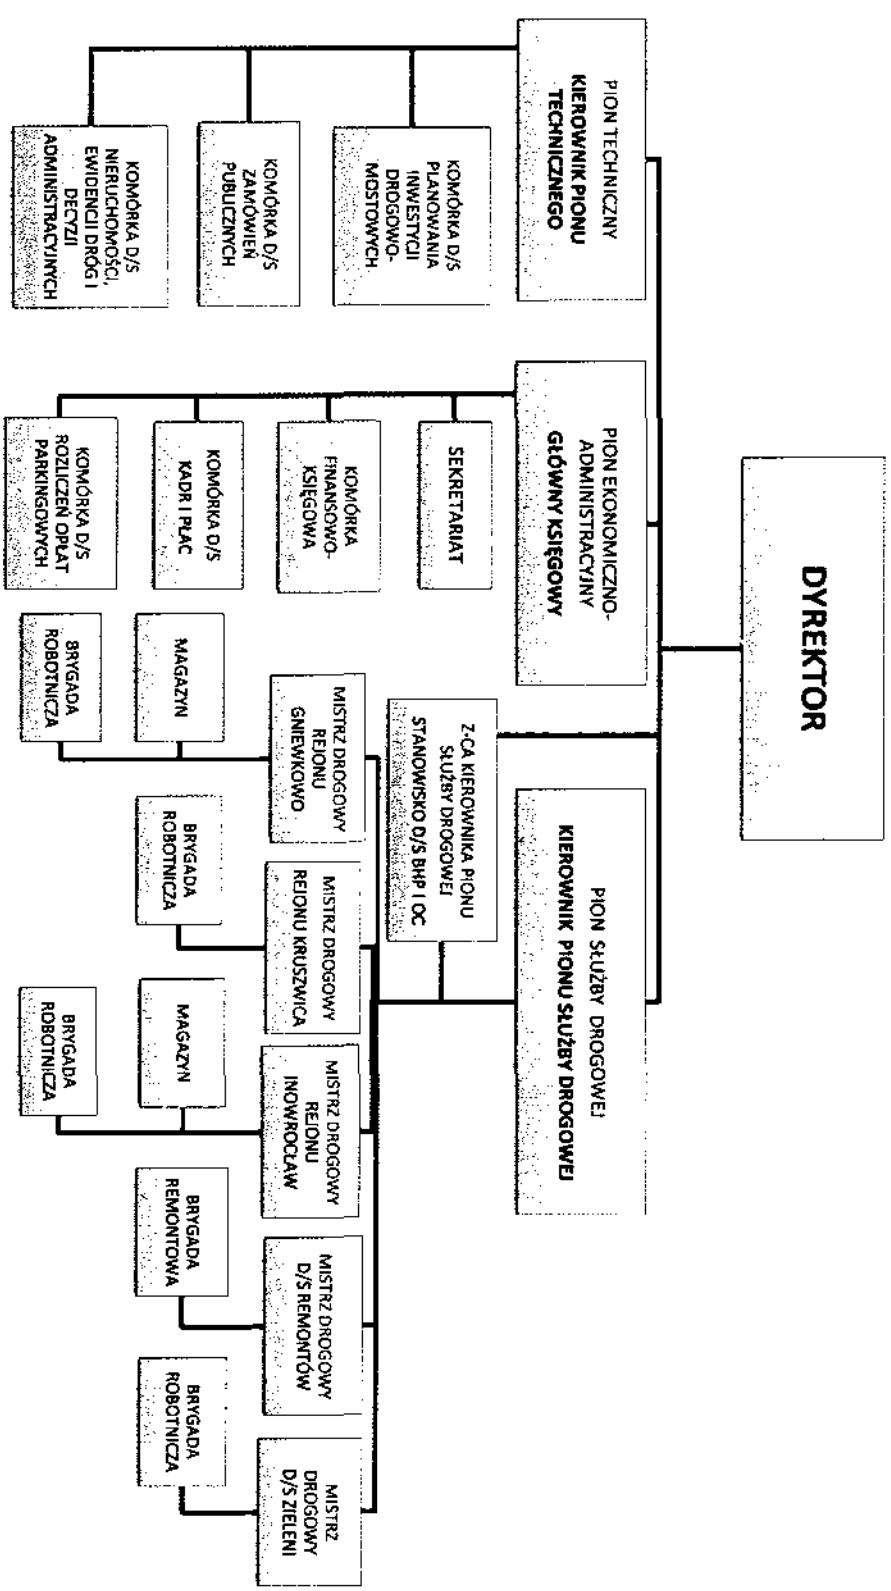 DYREKTOR
PION TECHNICZNY
KIEROWNIK PIONU
TECHNICZNEGO
KOMÓRKA D/S
PLANOWANIA
INWESTYCJI
DROGOWO-
MOSTOWYCH
KOMÓRKA D/S
ZAMÓWIEŃ
PUBLICZNYCH
KOMÓRKA D/S
NIERUCHOMOŚCI,
EWIDENCJI DRÓG I
DECYZJI
ADMINISTRACYJNYCH
PION EKONOMICZNO-
ADMINISTRACYJNY
GŁÓWNY KSIĘGOWY
SEKRETARIAT
KOMÓRKA
FINANSOWO-
KSIĘGOWA
KOMÓRKA D/S
KADR I PŁAC
KOMÓRKA D/S
ROZLICZEŃ OPŁAT
PARKINGOWYCH
PION SŁUŻBY DROGOWEJ
KIEROWNIK PIONU SŁUŻBY DROGOWEJ
Z-CA KIEROWNIKA PIONU
SŁUŻBY DROGOWEJ
STANOWISKO D/S BHP I OC
MISTRZ DROGOWY
REJONU
GNIEWKOWO
MAGAZYN
BRYGADA
ROBOTNICZA
MISTRZ DROGOWY
REJONU KRUSZWICA
BRYGADA
ROBOTNICZA
MISTRZ DROGOWY
REJONU
INOWROCŁAW
MAGAZYN
BRYGADA
ROBOTNICZA
MISTRZ DROGOWY
D/S REMONTÓW
BRYGADA
REMONTOWA
MISTRZ
DROGOWY
D/S ZIELENI
BRYGADA
ROBOTNICZA